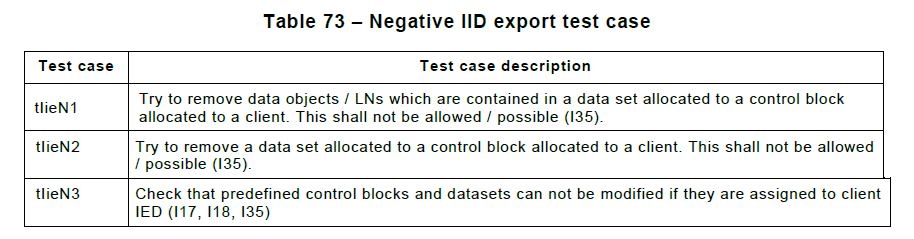 Table 73 – Negative IID export test case
Test case
Test case description
tIieN1
Try to remove data objects / LNs which are contained in a data set allocated to a control block
allocated to a client. This shall not be allowed / possible (I35).
tIieN2
Try to remove a data set allocated to a control block allocated to a client. This shall not be allowed
/ possible (I35).
tIieN3
Check that predefined control blocks and datasets can not be modified if they are assigned to client
IED (I17, I18, I35)